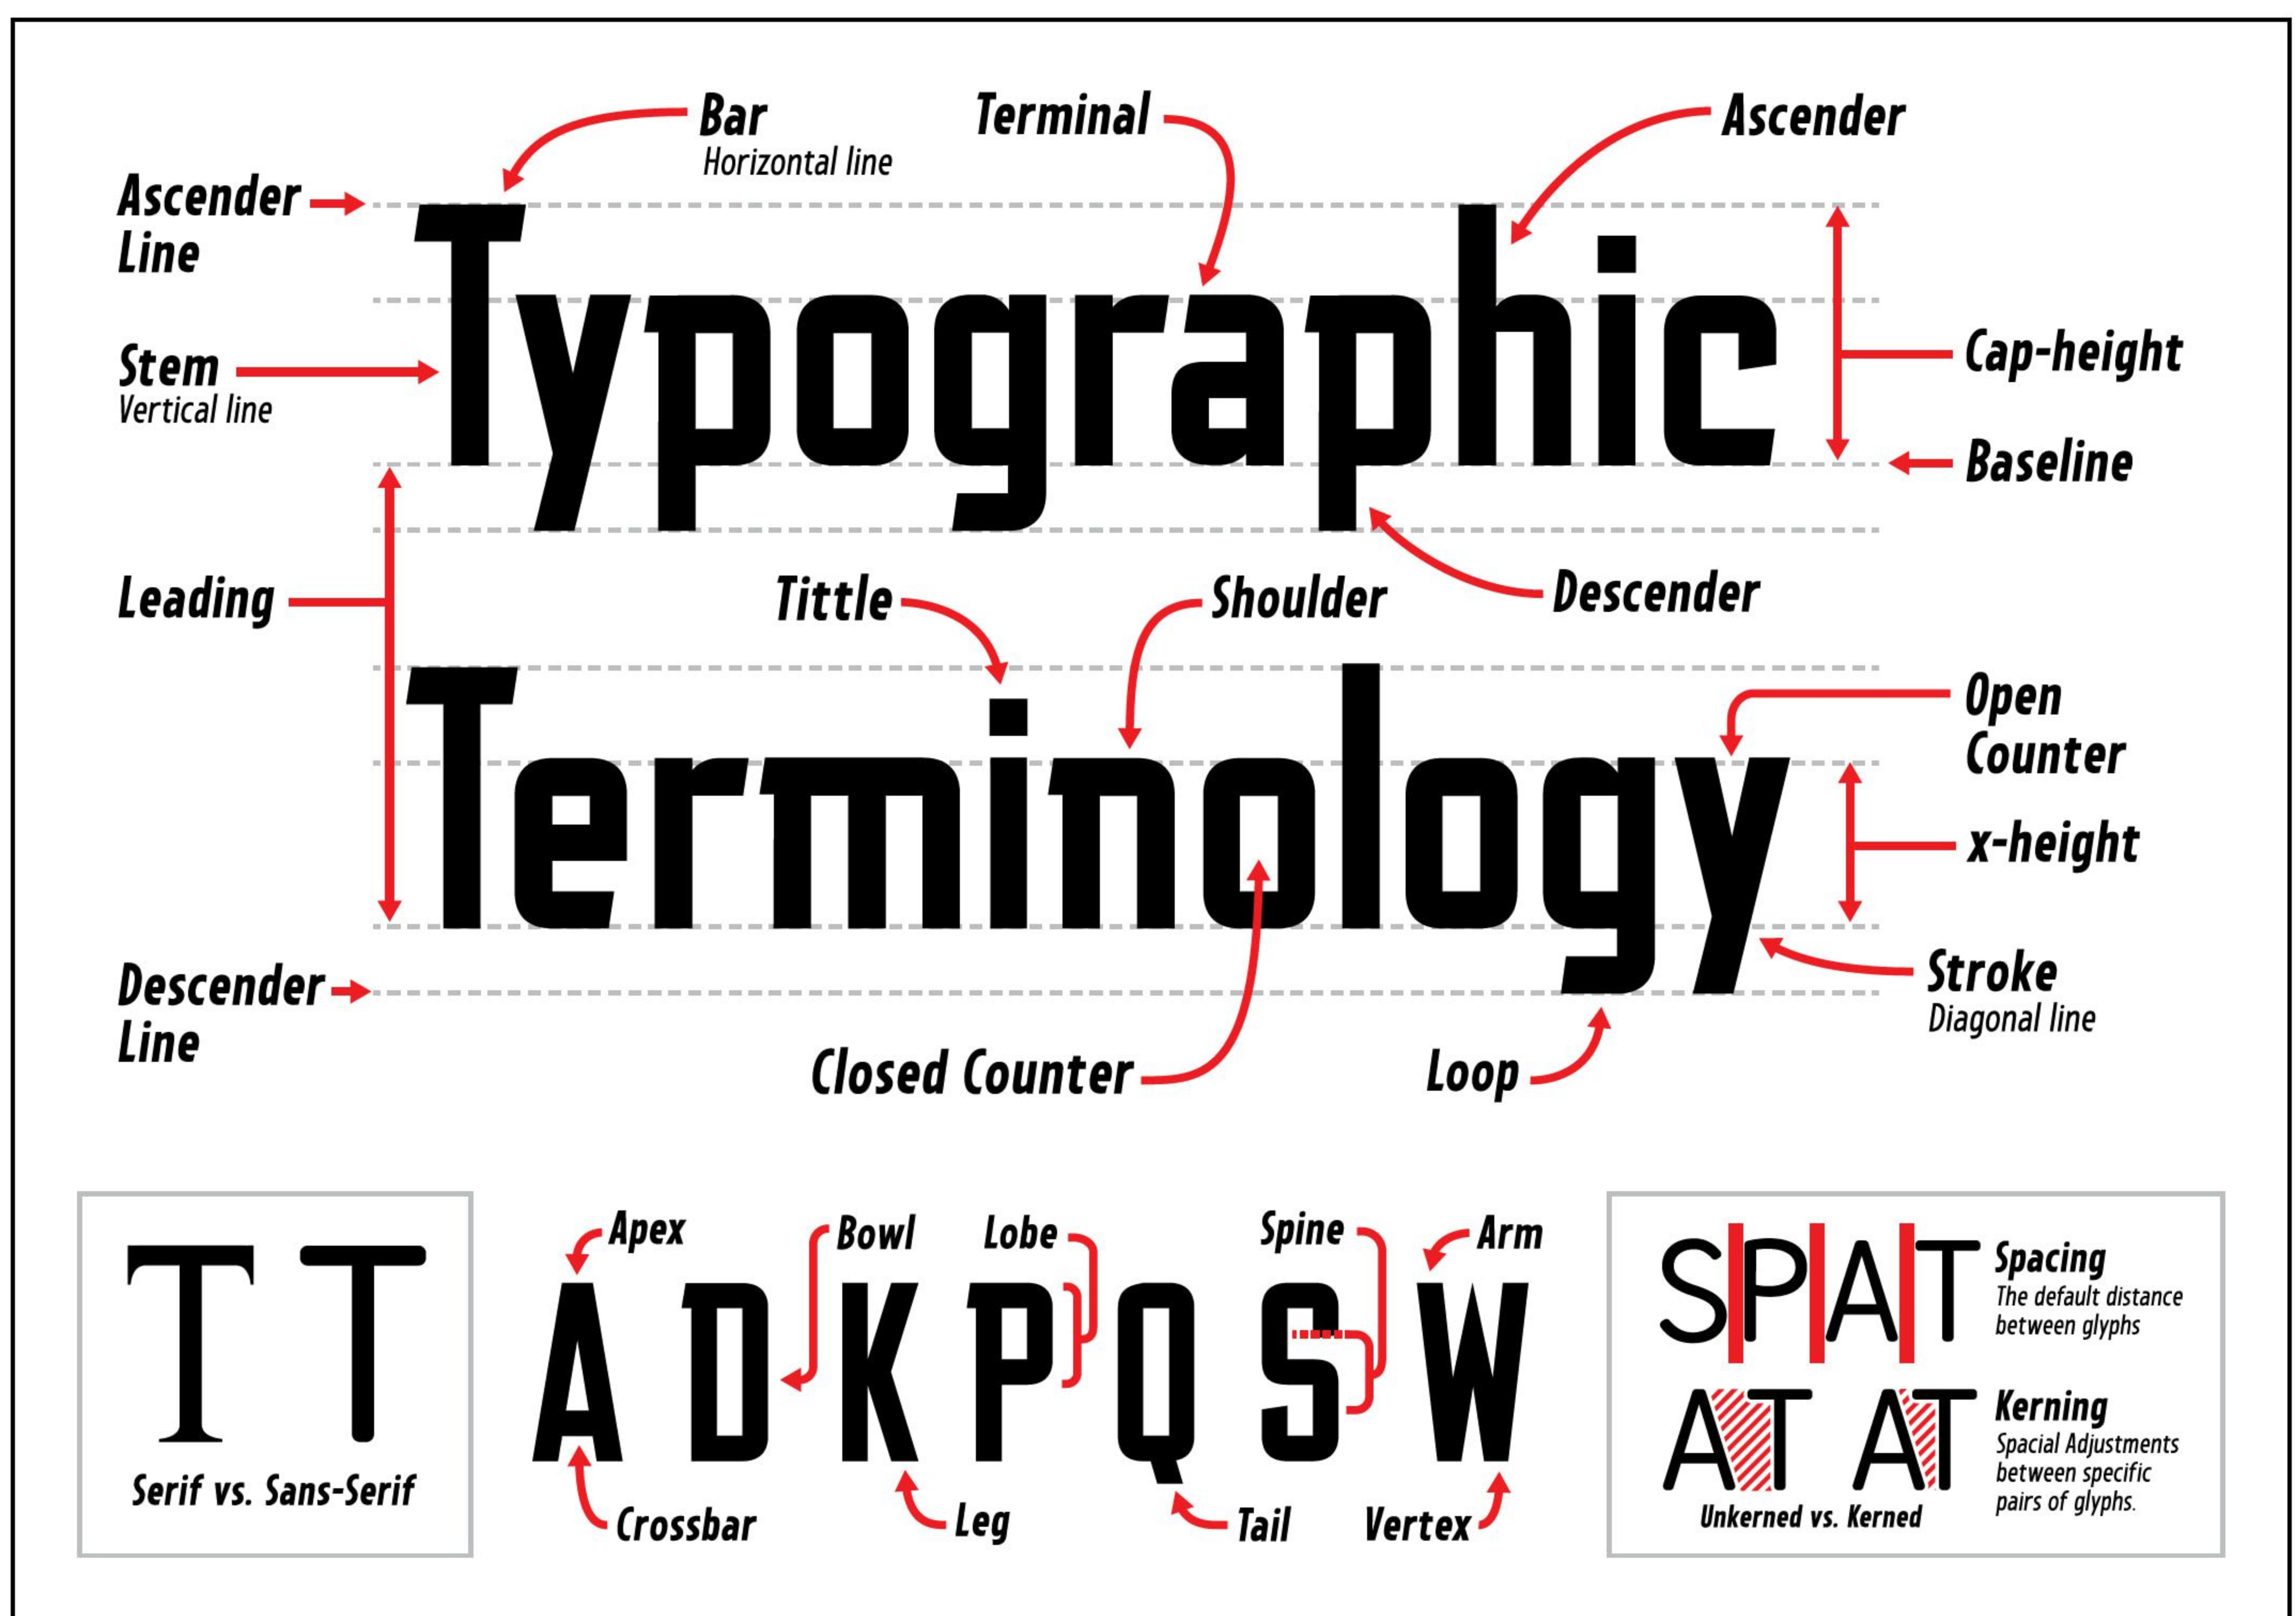 Bar
Horizontal line
Terminal
Ascender
Ascender
Line
Typographic
Stem
Vertical line
Cap-height
Baseline
Leading
Tittle
Shoulder
Descender
Terminology
Open
Counter
x-height
Descender
Line
Stroke
Diagonal line
Closed Counter
Loop
T T
Serif vs. Sans-Serif
Apex
Bowl
Lobe
Spine
Arm
A D K P Q S W
Crossbar
Leg
Tail
Vertex
SPAT
Spacing
The default distance
between glyphs
AT AT
Unkerned vs. Kerned
Kerning
Spacial Adjustments
between specific
pairs of glyphs.